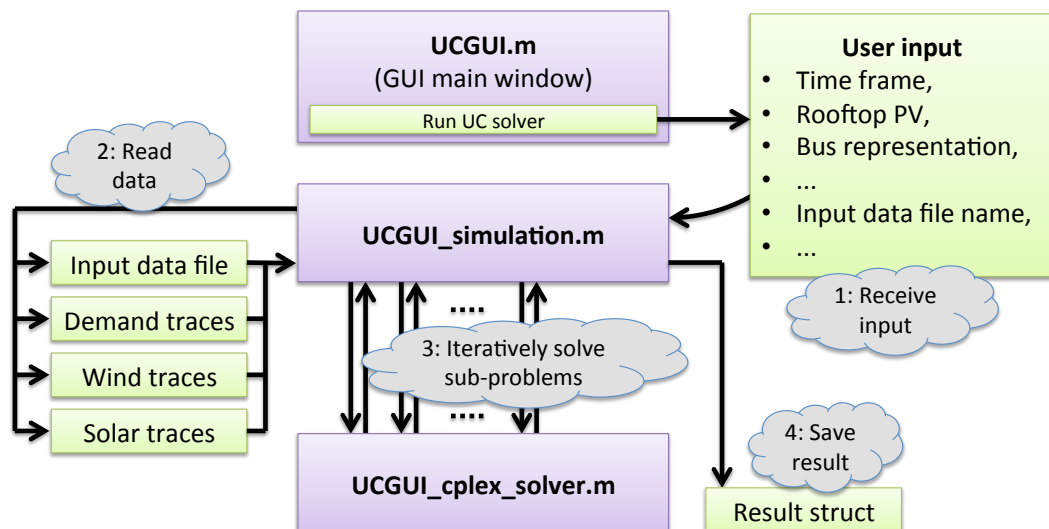 UCGUI.m
(GUI main window)
Run UC solver
User input
• Time frame,
• Rooftop PV,
• Bus representation,
• ...
• Input data file name,
• ...
1: Receive
input
2: Read
data
UCGUI_simulation.m
Input data file
Demand traces
Wind traces
Solar traces
....
3: Iteratively solve
sub-problems
....
UCGUI_cplex_solver.m
4: Save
result
Result struct